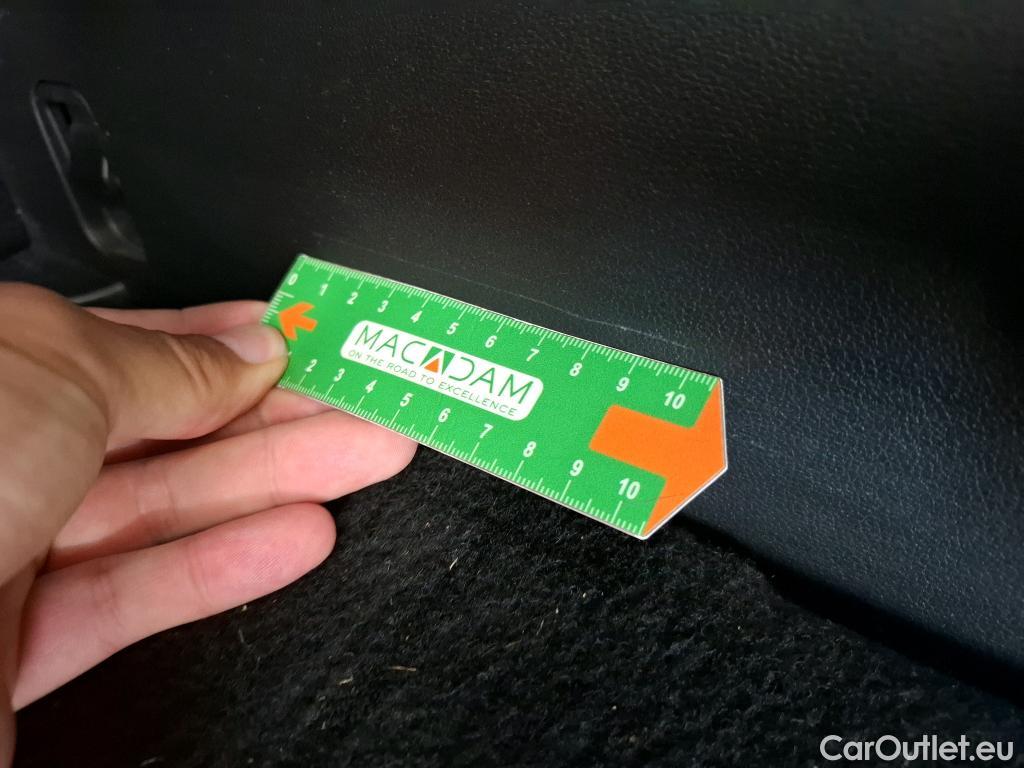 0 1 2 3 4 5 6 7 8 9 10
MACADAM
ON THE ROAD TO EXCELLENCE
2 3 4 5 6 7 8 9 10
CarOutlet.eu